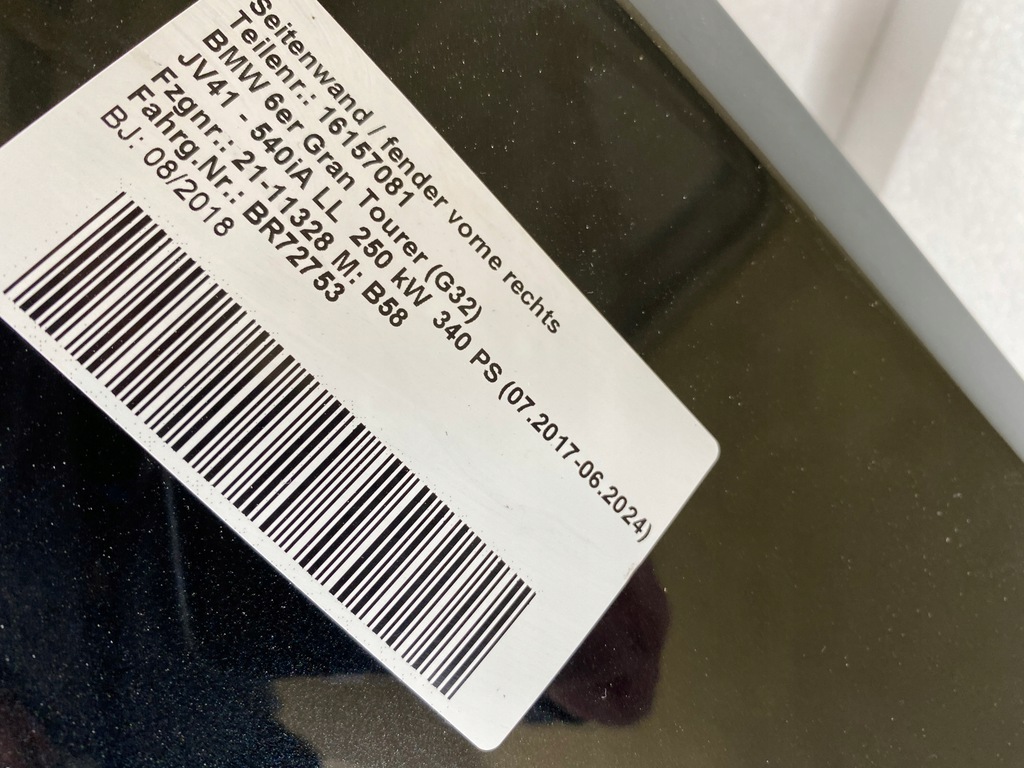 Seitenwand / fender vorne rechts
Teilenr.: 16157081
BMW 6er Gran Tourer (G32)
JV41 - 540iA LL 250 kW 340 PS (07.2017-06.2024)
Fzgnr.: 21-11328 M: B58
Fahrg.Nr.: BR72753
BJ: 08/2018